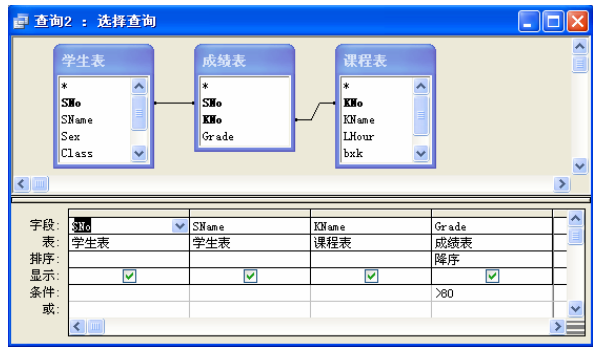 查询2 : 选择查询
学生表 成绩表 课程表
* * *
SNo SNo KNo
SName KNo KName
Sex Grade LHour
Class bxk
字段: SNo SName KName Grade
表: 学生表 学生表 课程表 成绩表
排序: 降序
显示:
条件: >80
或: